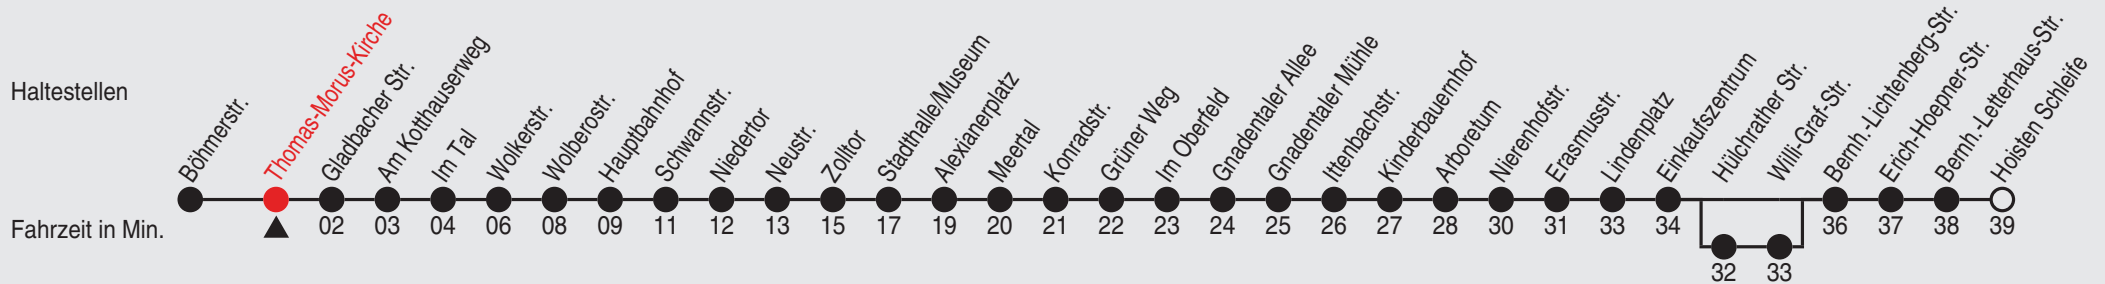 Haltestellen
Böhmerstr.
Thomas-Morus-Kirche
Gladbacher Str.
Am Kotthauserweg
Im Tal
Wolkerstr.
Wolberostr.
Hauptbahnhof
Schwannstr.
Niedertor
Neustr.
Zolltor
Stadthalle/Museum
Alexianerplatz
Meertal
Konradstr.
Grüner Weg
Im Oberfeld
Gnadentaler Allee
Gnadentaler Mühle
Ittenbachstr.
Kinderbauernhof
Arboretum
Nierenhofstr.
Erasmusstr.
Lindenplatz
Einkaufszentrum
Hülchrather Str.
Willi-Graf-Str.
Bernh.-Lichtenberg-Str.
Erich-Hoepner-Str.
Bernh.-Letterhaus-Str.
Hoisten Schleife
Fahrzeit in Min. 02 03 04 06 08 09 11 12 13 15 17 19 20 21 22 23 24 25 26 27 28 30 31 33 34 36 37 38 39
32 33